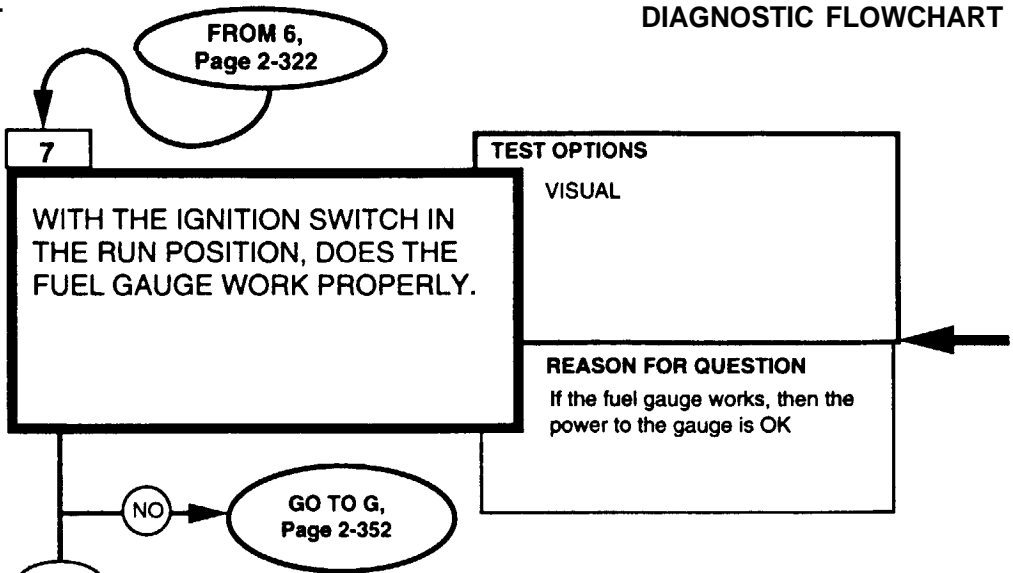 DIAGNOSTIC FLOWCHART
FROM 6,
Page 2-322
7
WITH THE IGNITION SWITCH IN
THE RUN POSITION, DOES THE
FUEL GAUGE WORK PROPERLY.
TEST OPTIONS
VISUAL
REASON FOR QUESTION
If the fuel gauge works, then the
power to the gauge is OK
NO
GO TO G,
Page 2-352